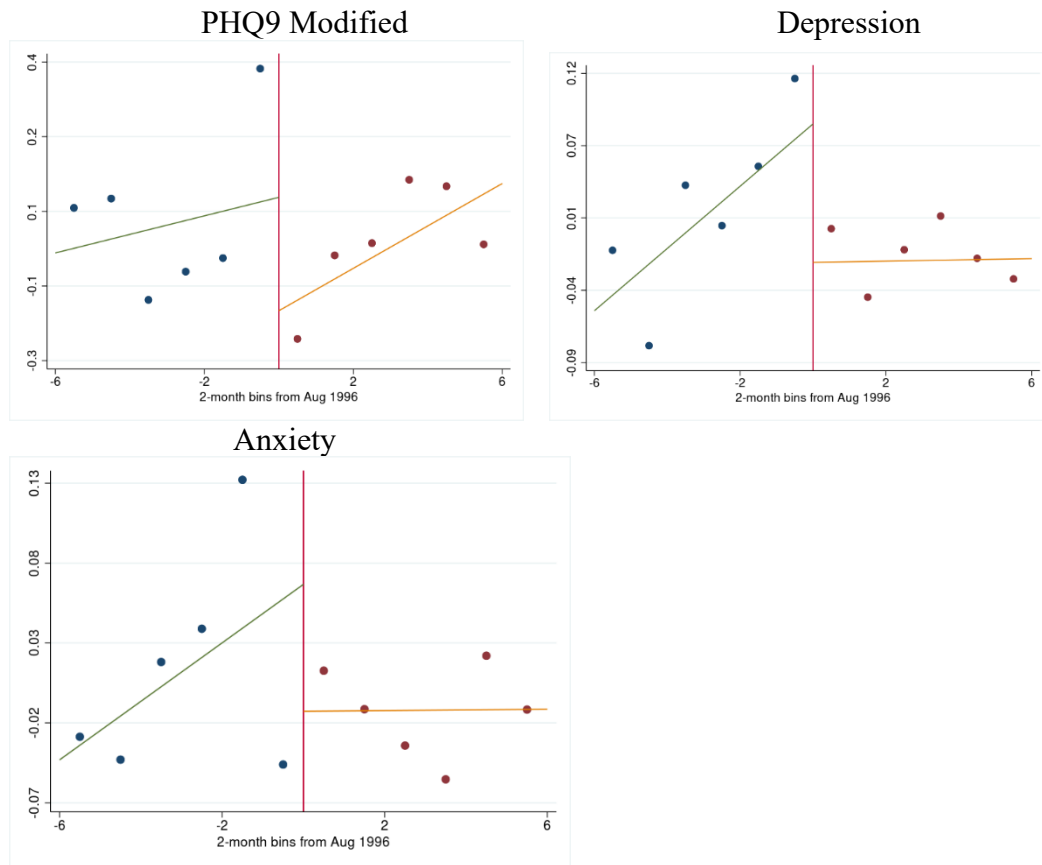 PHQ9 Modified
0.4
0.2
0.1
-0.1
-0.3
-6 -2 2 6
2-month bins from Aug 1996
Depression
0.12
0.07
0.01
-0.04
-0.09
-6 -2 2 6
2-month bins from Aug 1996
Anxiety
0.13
0.08
0.03
-0.02
-0.07
-6 -2 2 6
2-month bins from Aug 1996